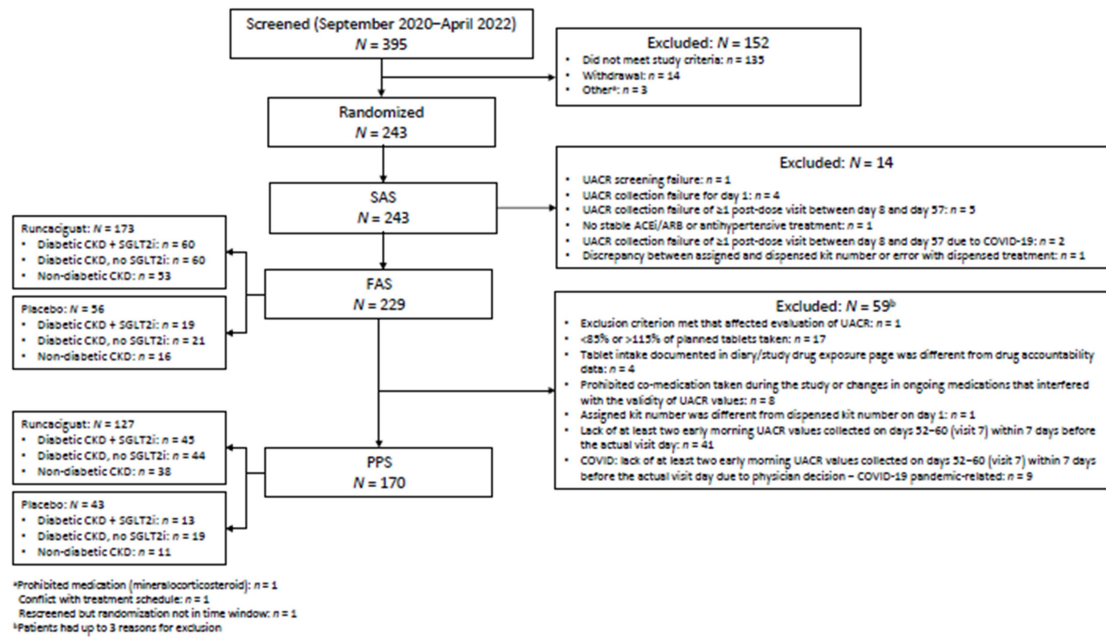 Screened (September 2020–April 2022)
N = 395
Excluded: N = 152
• Did not meet study criteria: n = 135
• Withdrawal: n = 14
• Otherᵃ: n = 3
Randomized
N = 243
Excluded: N = 14
• UACR screening failure: n = 1
• UACR collection failure for day 1: n = 4
• UACR collection failure of ≥1 post-dose visit between day 8 and day 57: n = 5
• No stable ACEi/ARB or antihypertensive treatment: n = 1
• UACR collection failure of ≥1 post-dose visit between day 8 and day 57 due to COVID-19: n = 2
• Discrepancy between assigned and dispensed kit number or error with dispensed treatment: n = 1
SAS
N = 243
Runcaciguat: N = 173
• Diabetic CKD + SGLT2i: n = 60
• Diabetic CKD, no SGLT2i: n = 60
• Non-diabetic CKD: n = 53
FAS
N = 229
Placebo: N = 56
• Diabetic CKD + SGLT2i: n = 19
• Diabetic CKD, no SGLT2i: n = 21
• Non-diabetic CKD: n = 16
Excluded: N = 59ᵇ
• Exclusion criterion met that affected evaluation of UACR: n = 1
• <85% or >115% of planned tablets taken: n = 17
• Tablet intake documented in diary/study drug exposure page was different from drug accountability
data: n = 4
• Prohibited co-medication taken during the study or changes in ongoing medications that interfered
with the validity of UACR values: n = 8
• Assigned kit number was different from dispensed kit number on day 1: n = 1
• Lack of at least two early morning UACR values collected on days 52–60 (visit 7) within 7 days before
the actual visit day: n = 41
• COVID: lack of at least two early morning UACR values collected on days 52–60 (visit 7) within 7 days
before the actual visit day due to physician decision – COVID-19 pandemic-related: n = 9
Runcaciguat: N = 127
• Diabetic CKD + SGLT2i: n = 45
• Diabetic CKD, no SGLT2i: n = 44
• Non-diabetic CKD: n = 38
PPS
N = 170
Placebo: N = 43
• Diabetic CKD + SGLT2i: n = 13
• Diabetic CKD, no SGLT2i: n = 19
• Non-diabetic CKD: n = 11
ᵃProhibited medication (mineralocorticosteroid): n = 1
Conflict with treatment schedule: n = 1
Rescreened but randomization not in time window: n = 1
ᵇPatients had up to 3 reasons for exclusion